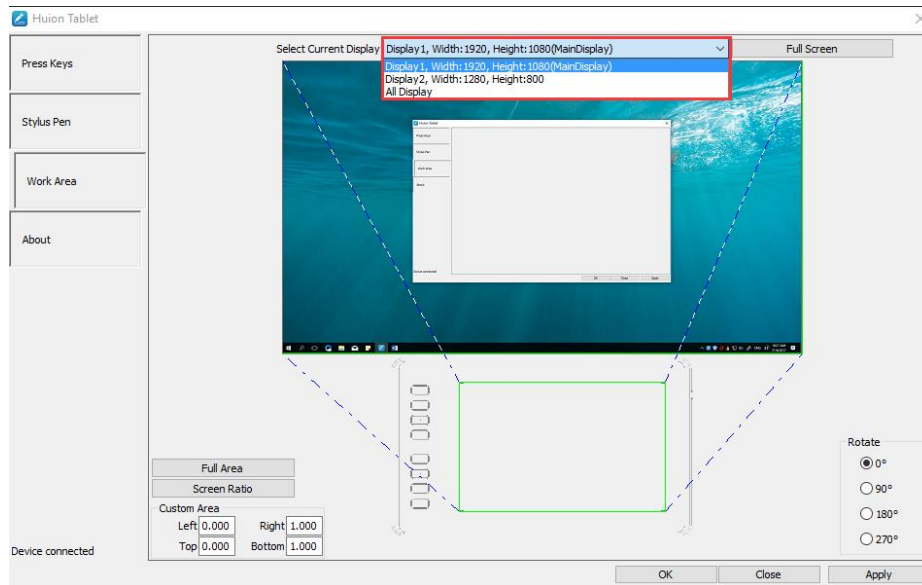 Huion Tablet
Press Keys
Stylus Pen
Work Area
About
Device connected
Select Current Display
Display1, Width:1920, Height:1080(MainDisplay)
Full Screen
Display1, Width:1920, Height:1080(MainDisplay)
Display2, Width:1280, Height:800
All Display
Full Area
Screen Ratio
Custom Area
Left 0.000 Right 1.000
Top 0.000 Bottom 1.000
Rotate
0°
90°
180°
270°
OK Close Apply